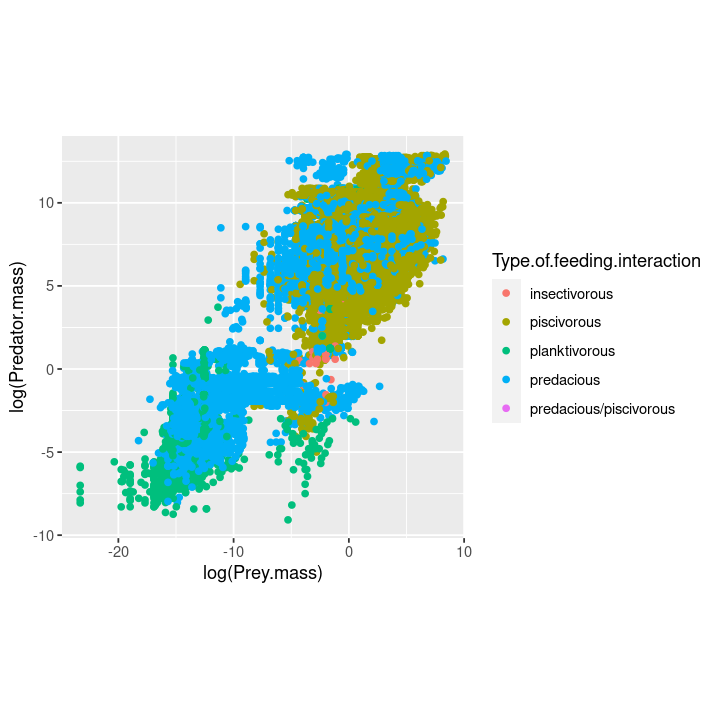 10
5
0
-5
-10
log(Predator.mass)
-20
-10
0
10
log(Prey.mass)
Type.of.feeding.interaction
insectivorous
piscivorous
planktivorous
predacious
predacious/piscivorous